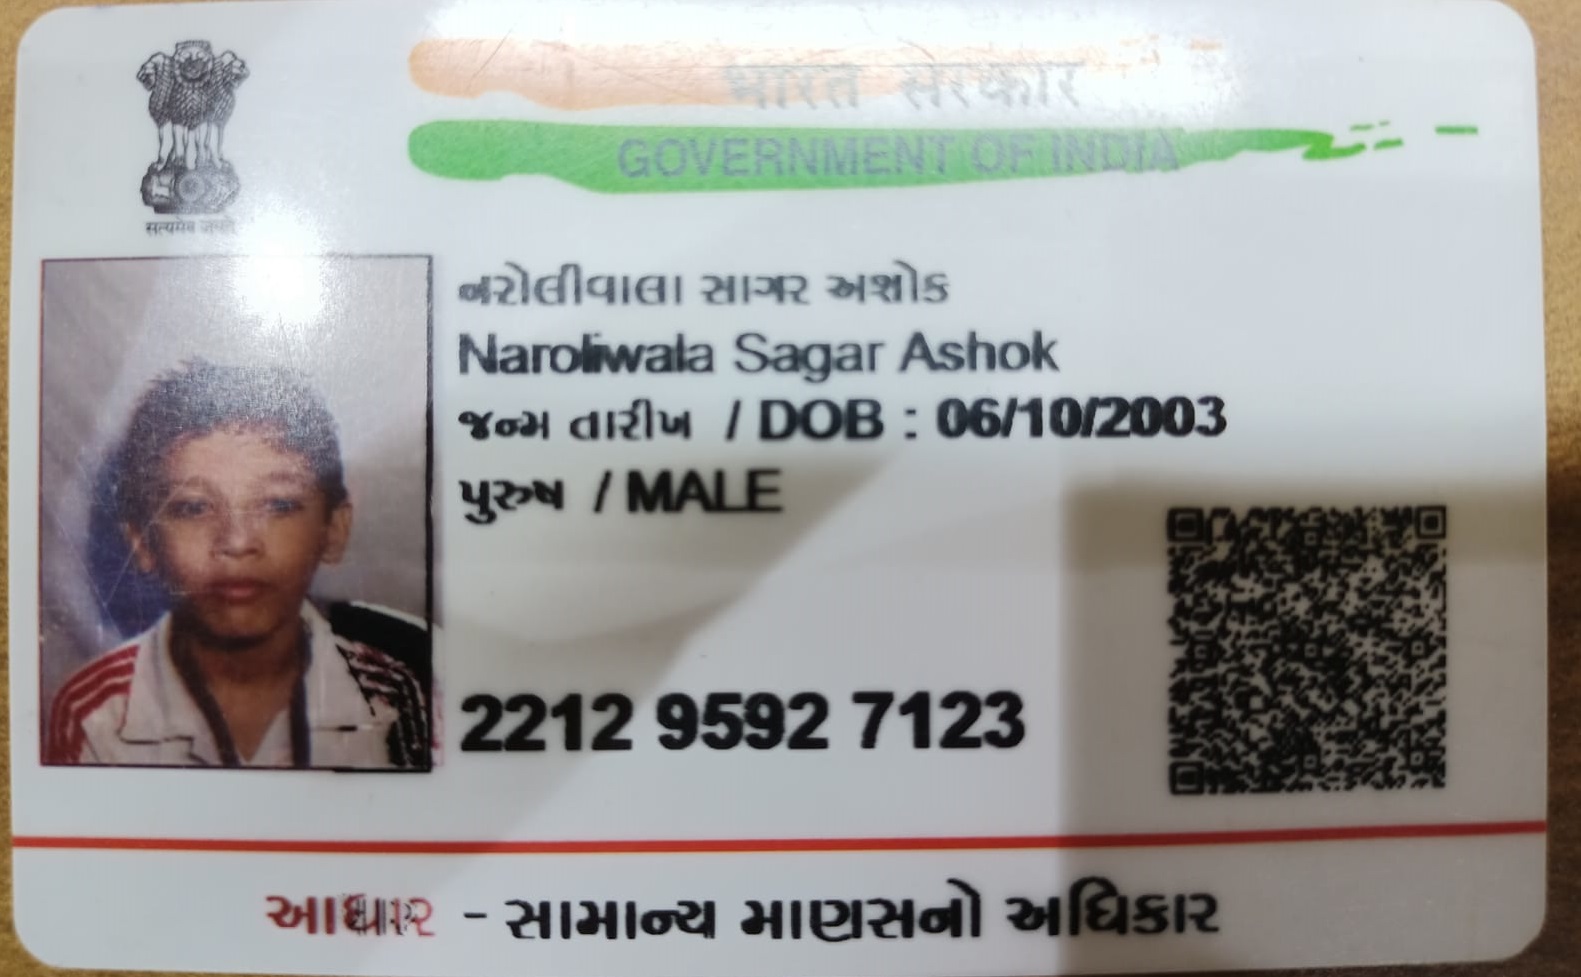 भारत सरकार
GOVERNMENT OF INDIA
सत्यमेव जयते
નરોલીવાલા સાગર અશોક
Naroliwala Sagar Ashok
જન્મ તારીખ / DOB : 06/10/2003
પુરુષ / MALE
2212 9592 7123
આધાર - સામાન્ય માણસનો અધિકાર